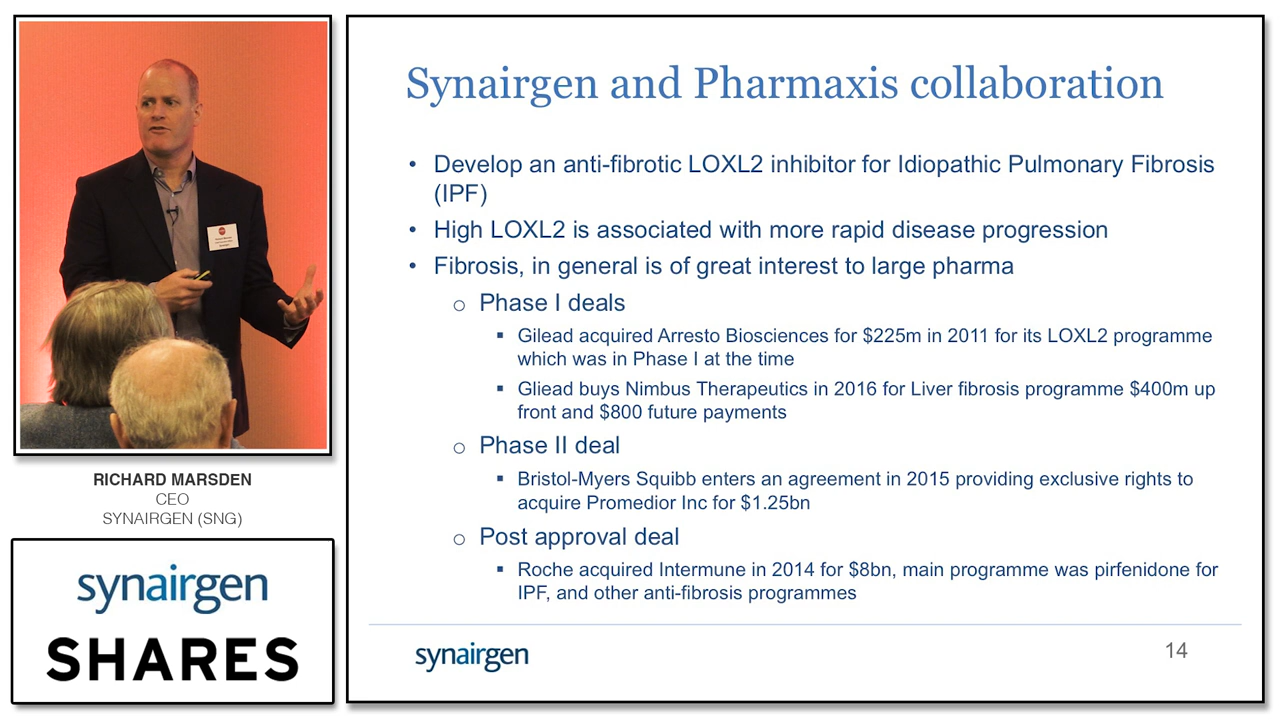 RICHARD MARSDEN
CEO
SYNAIRGEN (SNG)
synairgen
SHARES
Synairgen and Pharmaxis collaboration
• Develop an anti-fibrotic LOXL2 inhibitor for Idiopathic Pulmonary Fibrosis
(IPF)
• High LOXL2 is associated with more rapid disease progression
• Fibrosis, in general is of great interest to large pharma
o Phase I deals
▪ Gilead acquired Arresto Biosciences for $225m in 2011 for its LOXL2 programme
which was in Phase I at the time
▪ Gliead buys Nimbus Therapeutics in 2016 for Liver fibrosis programme $400m up
front and $800 future payments
o Phase II deal
▪ Bristol-Myers Squibb enters an agreement in 2015 providing exclusive rights to
acquire Promedior Inc for $1.25bn
o Post approval deal
▪ Roche acquired Intermune in 2014 for $8bn, main programme was pirfenidone for
IPF, and other anti-fibrosis programmes
synairgen
14